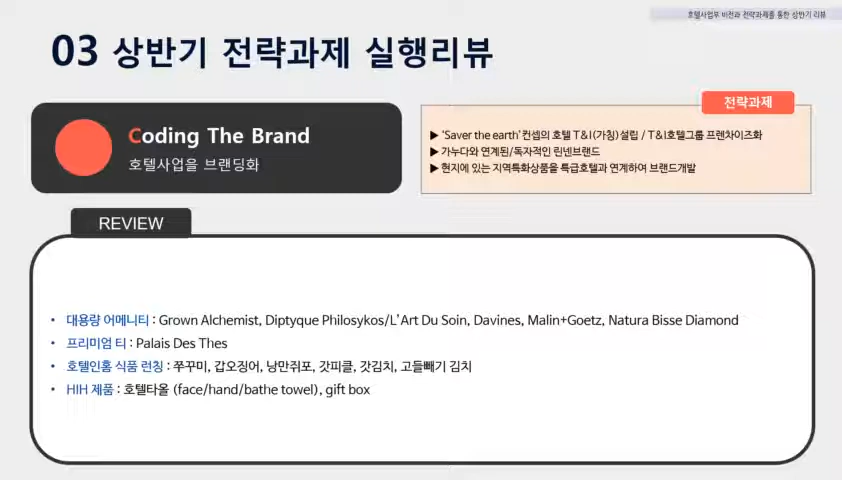 호텔사업부 비전과 전략과제를 통한 상반기 리뷰
03 상반기 전략과제 실행리뷰
전략과제
Coding The Brand
호텔사업을 브랜딩화
▶ 'Saver the earth'컨셉의 호텔 T&I(가칭)설립 / T&I호텔그룹 프렌차이즈화
▶ 가누다와 연계된/독자적인 린넨브랜드
▶ 현지에 있는 지역특화상품을 특급호텔과 연계하여 브랜드개발
REVIEW
• 대용량 어메니티 : Grown Alchemist, Diptyque Philosykos/L'Art Du Soin, Davines, Malin+Goetz, Natura Bisse Diamond
• 프리미엄 티 : Palais Des Thes
• 호텔인홈 식품 런칭 : 쭈꾸미, 갑오징어, 낭만쥐포, 갓피클, 갓김치, 고들빼기 김치
• HIH 제품 : 호텔타올 (face/hand/bathe towel), gift box